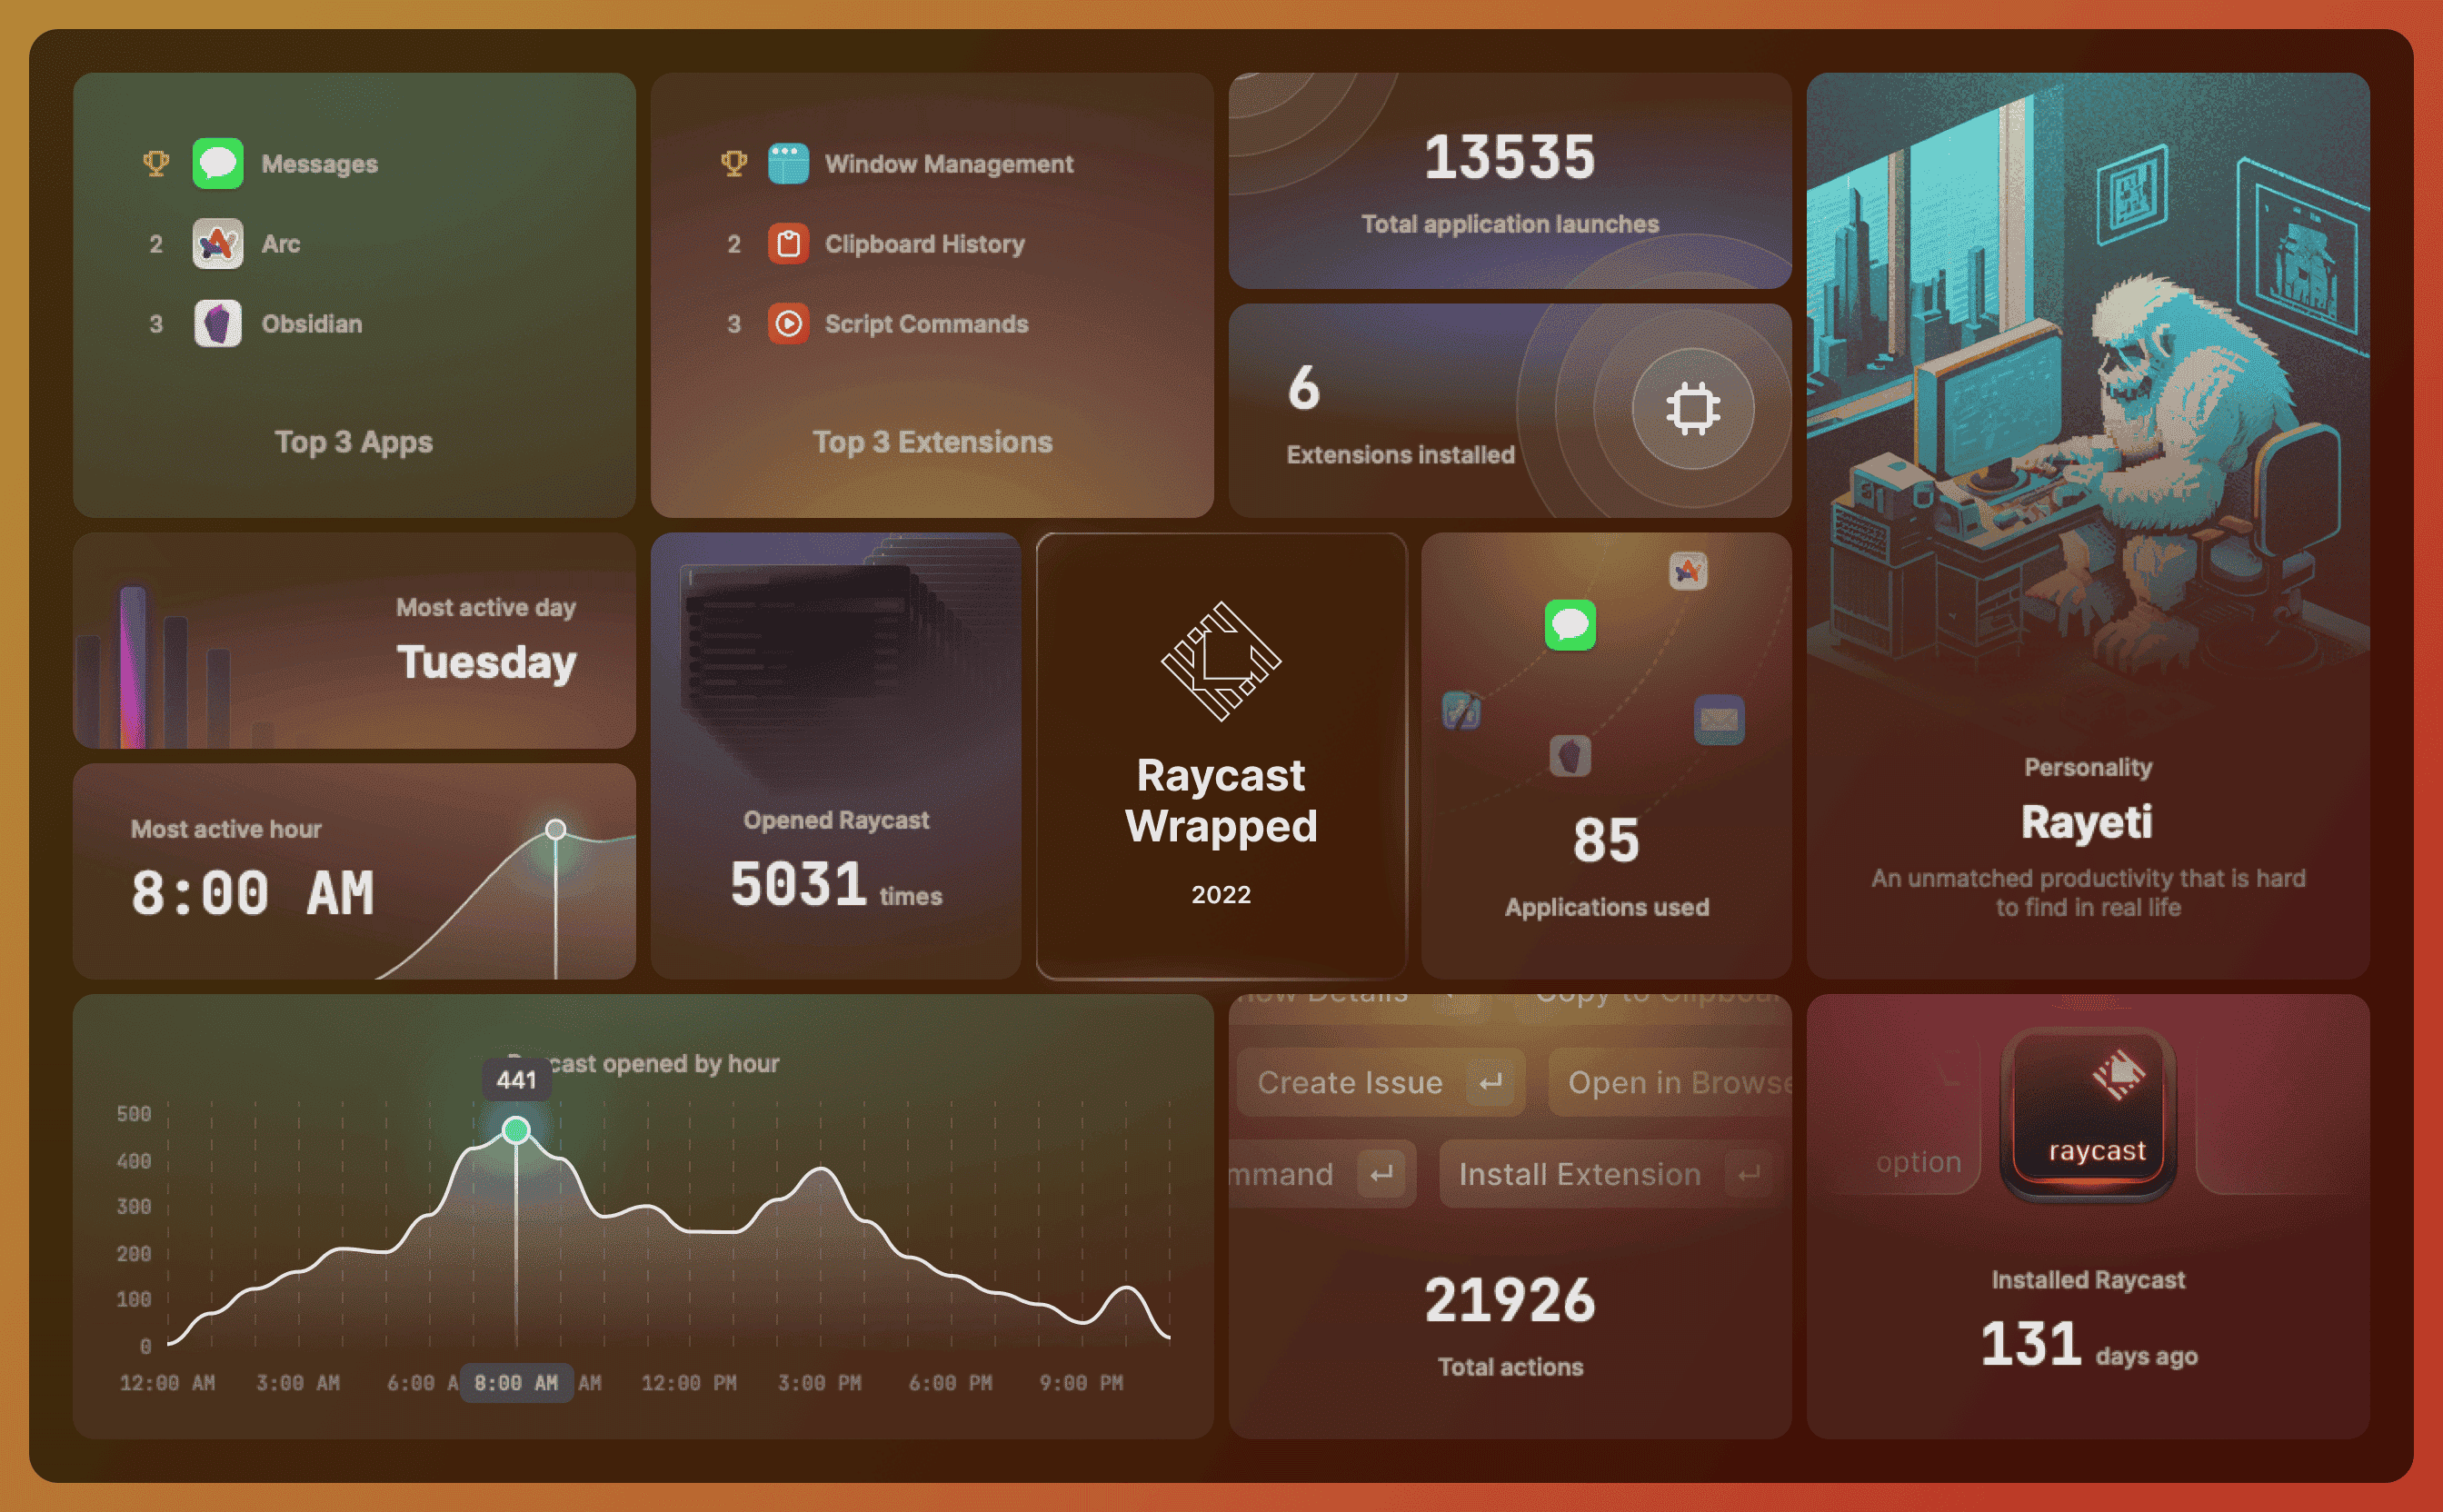 Messages
2 Arc
3 Obsidian
Top 3 Apps
Window Management
2 Clipboard History
3 Script Commands
Top 3 Extensions
13535
Total application launches
6
Extensions installed
Most active day
Tuesday
Most active hour
8:00 AM
Opened Raycast
5031 times
Raycast
Wrapped
2022
85
Applications used
Personality
Rayeti
An unmatched productivity that is hard
to find in real life
cast opened by hour
441
500
400
300
200
100
0
12:00 AM 3:00 AM 6:00 A 8:00 AM AM 12:00 PM 3:00 PM 6:00 PM 9:00 PM
Details Copy to
Create Issue Open in Browse
mmand Install Extension
21926
Total actions
option
raycast
Installed Raycast
131 days ago